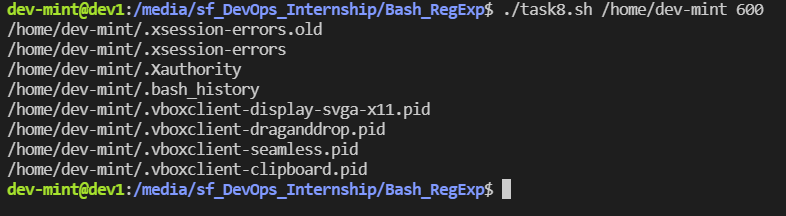 dev-mint@dev1:/media/sf_DevOps_Internship/Bash_RegExp$ ./task8.sh /home/dev-mint 600
/home/dev-mint/.xsession-errors.old
/home/dev-mint/.xsession-errors
/home/dev-mint/.Xauthority
/home/dev-mint/.bash_history
/home/dev-mint/.vboxclient-display-svga-x11.pid
/home/dev-mint/.vboxclient-draganddrop.pid
/home/dev-mint/.vboxclient-seamless.pid
/home/dev-mint/.vboxclient-clipboard.pid
dev-mint@dev1:/media/sf_DevOps_Internship/Bash_RegExp$